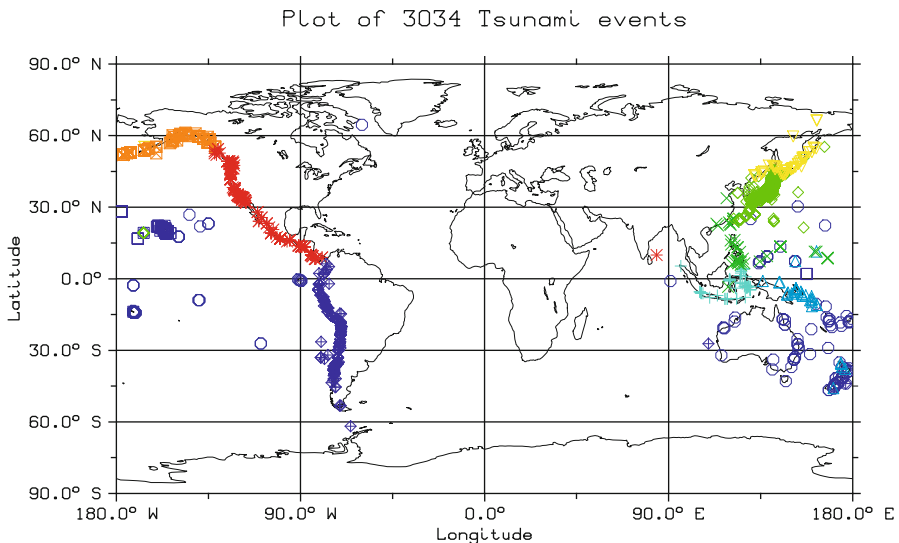 Plot of 3034 Tsunami events
90.0° N
60.0° N
30.0° N
0.0°
30.0° S
60.0° S
90.0° S
Latitude
180.0° W 90.0° W 0.0° 90.0° E 180.0° E
Longitude